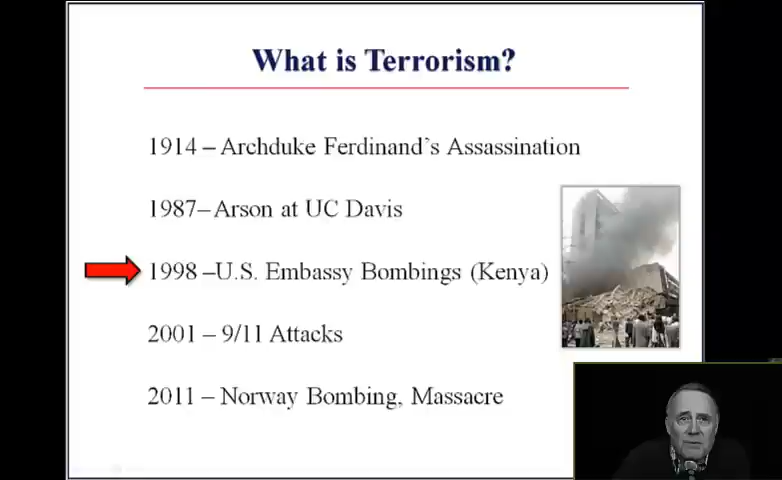 What is Terrorism?
1914 – Archduke Ferdinand's Assassination
1987– Arson at UC Davis
1998 –U.S. Embassy Bombings (Kenya)
2001 – 9/11 Attacks
2011 – Norway Bombing, Massacre